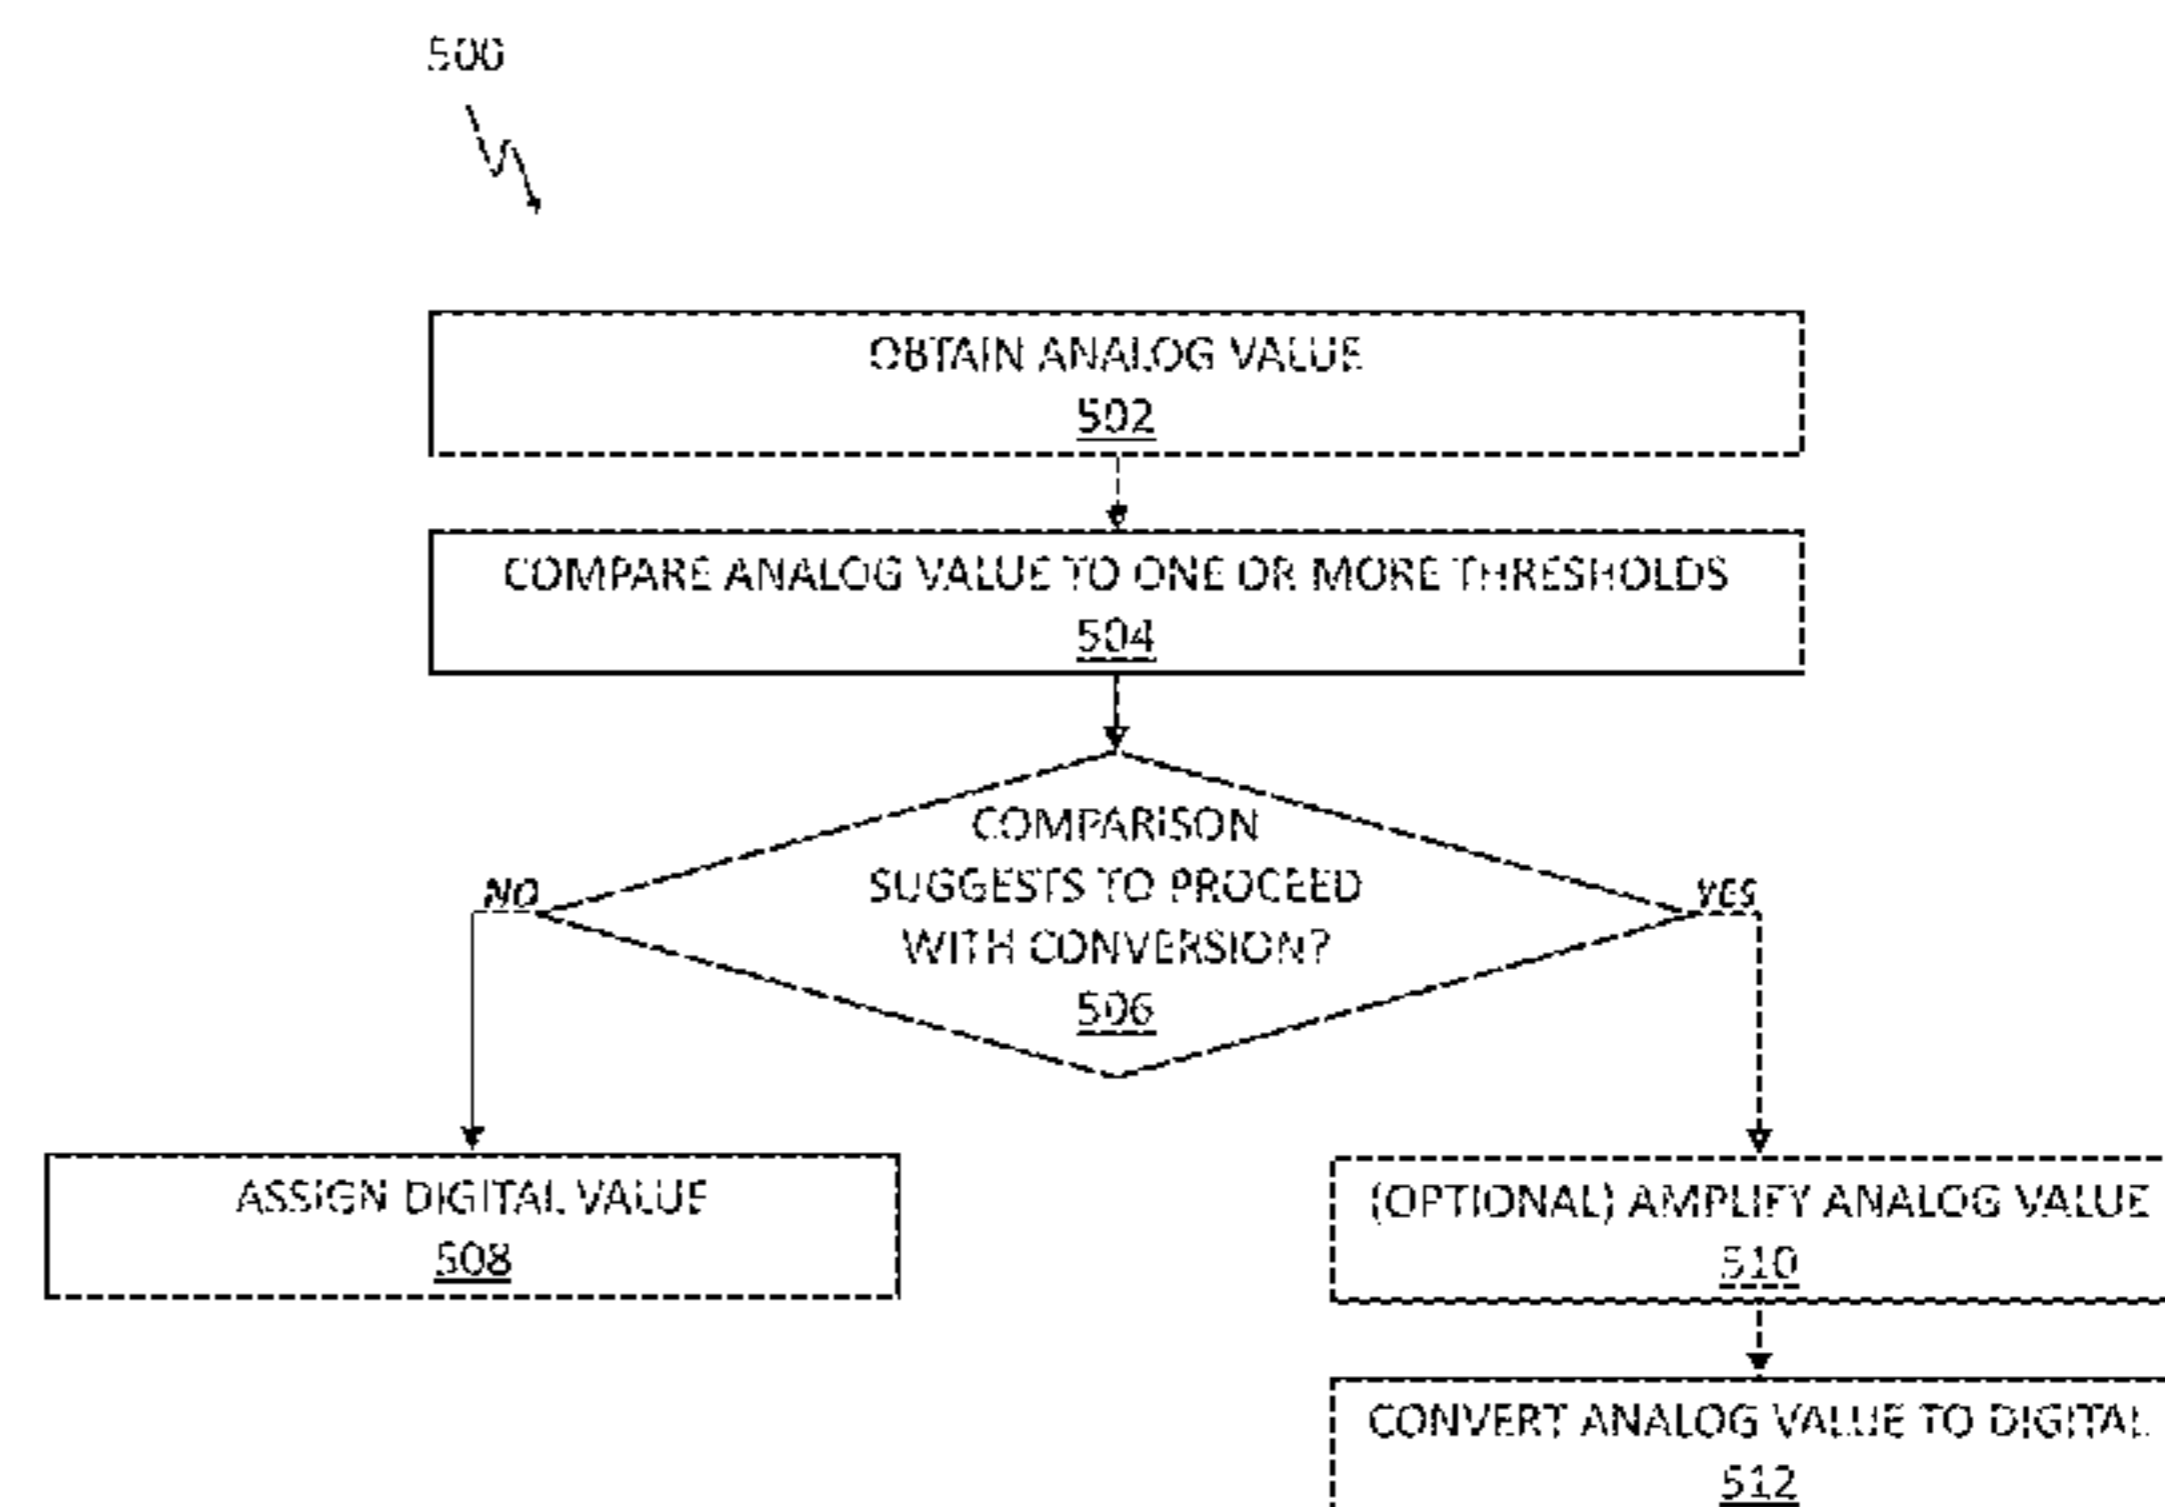 500
OBTAIN ANALOG VALUE
502
COMPARE ANALOG VALUE TO ONE OR MORE THRESHOLDS
504
COMPARISON
SUGGESTS TO PROCEED
WITH CONVERSION?
506
NO
YES
ASSIGN DIGITAL VALUE
508
(OPTIONAL) AMPLIFY ANALOG VALUE
510
CONVERT ANALOG VALUE TO DIGITAL
512